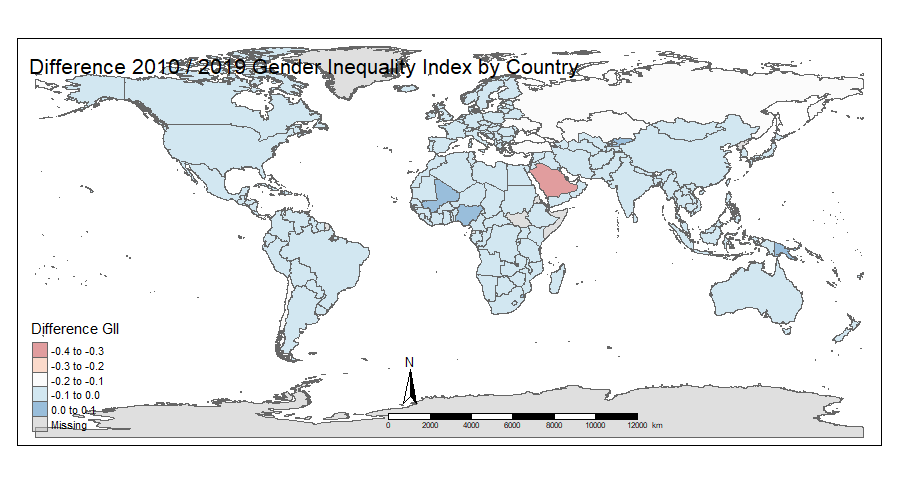 Difference 2010 / 2019 Gender Inequality Index by Country
Difference GII
-0.4 to -0.3
-0.3 to -0.2
-0.2 to -0.1
-0.1 to 0.0
0.0 to 0.1
Missing
N
0 2000 4000 6000 8000 10000 12000 km